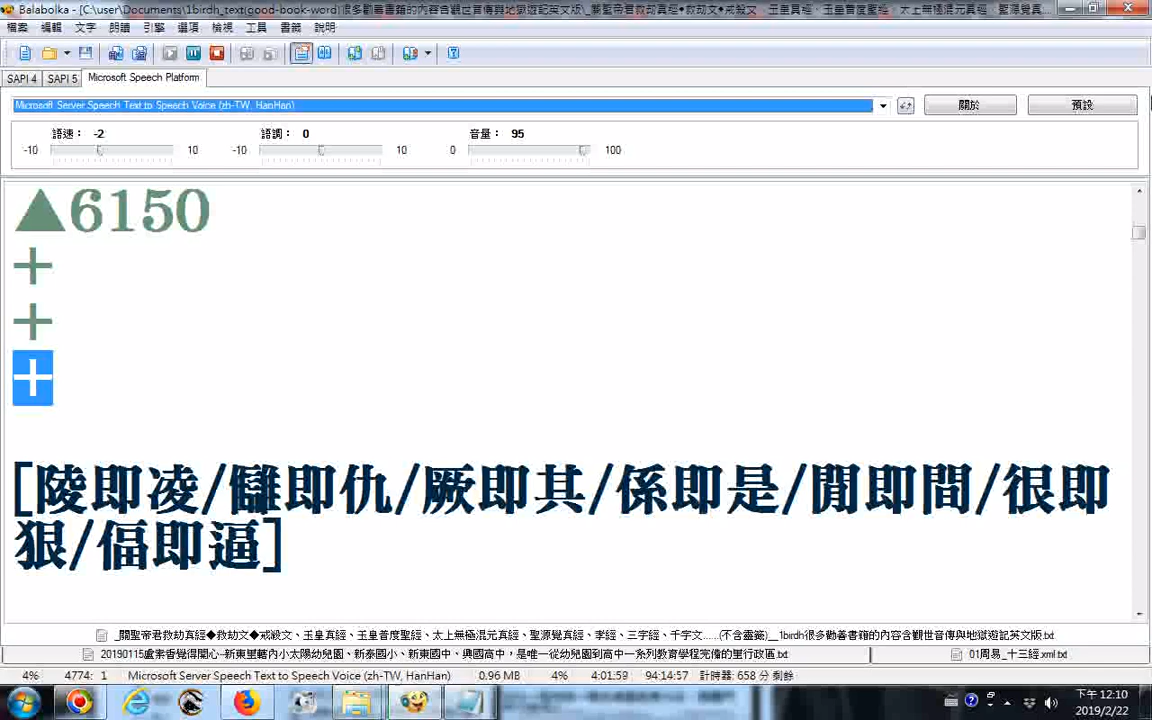 Balabolka - [C:\user\Documents\1birdh_text(good-book-word)很多勸善書籍的內容含觀世音傳與地獄遊記英文版\_關聖帝君救劫真經◆救劫文◆戒殺文、玉皇真經、玉皇普度聖經、太上無極混元真經、聖源覺真...
檔案 編輯 文字 朗讀 引擎 選項 檢視 工具 書籤 說明
SAPI 4 SAPI 5 Microsoft Speech Platform
Microsoft Server Speech Text to Speech Voice (zh-TW, HanHan) 關於 預設
語速： -2 語調： 0 音量： 95
-10 10 -10 10 0 100
▲6150
+
+
+
[陵即凌/讎即仇/厥即其/係即是/閒即間/很即
狠/偪即逼]
_關聖帝君救劫真經◆救劫文◆戒殺文、玉皇真經、玉皇普度聖經、太上無極混元真經、聖源覺真經、孝經、三字經、千字文.....(不含靈籤)__1birdh很多勸善書籍的內容含觀世音傳與地獄遊記英文版.txt
20190115盧素香覺得開心--新東里轄內小太陽幼兒園、新泰國小、新東國中、興國高中，是唯一從幼兒園到高中一系列教育學程完備的里行政區.txt 01周易_十三經.xml.txt
4% 4774: 1 Microsoft Server Speech Text to Speech Voice (zh-TW, HanHan) 0.96 MB 4% 4:01:59 94:14:57 計時器: 658 分 剩餘
下午 12:10
2019/2/22